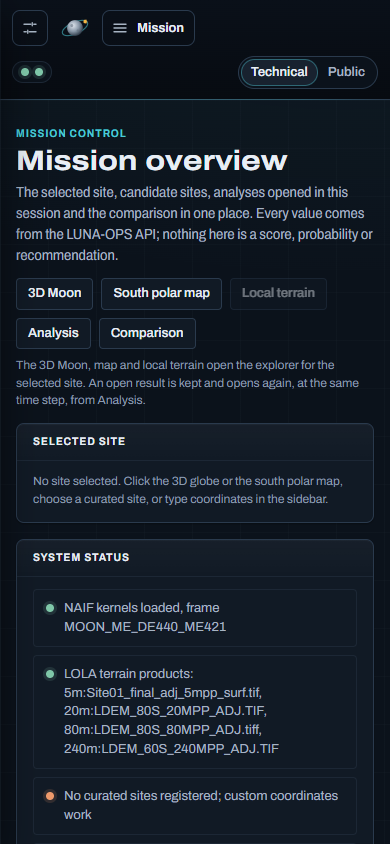 Mission
Technical
Public
MISSION CONTROL
Mission overview
The selected site, candidate sites, analyses opened in this
session and the comparison in one place. Every value comes
from the LUNA-OPS API; nothing here is a score, probability or
recommendation.
3D Moon
South polar map
Local terrain
Analysis
Comparison
The 3D Moon, map and local terrain open the explorer for the
selected site. An open result is kept and opens again, at the same
time step, from Analysis.
SELECTED SITE
No site selected. Click the 3D globe or the south polar map,
choose a curated site, or type coordinates in the sidebar.
SYSTEM STATUS
NAIF kernels loaded, frame
MOON_ME_DE440_ME421
LOLA terrain products:
5m:Site01_final_adj_5mpp_surf.tif,
20m:LDEM_80S_20MPP_ADJ.TIF,
80m:LDEM_80S_80MPP_ADJ.tiff,
240m:LDEM_60S_240MPP_ADJ.TIF
No curated sites registered; custom coordinates
work